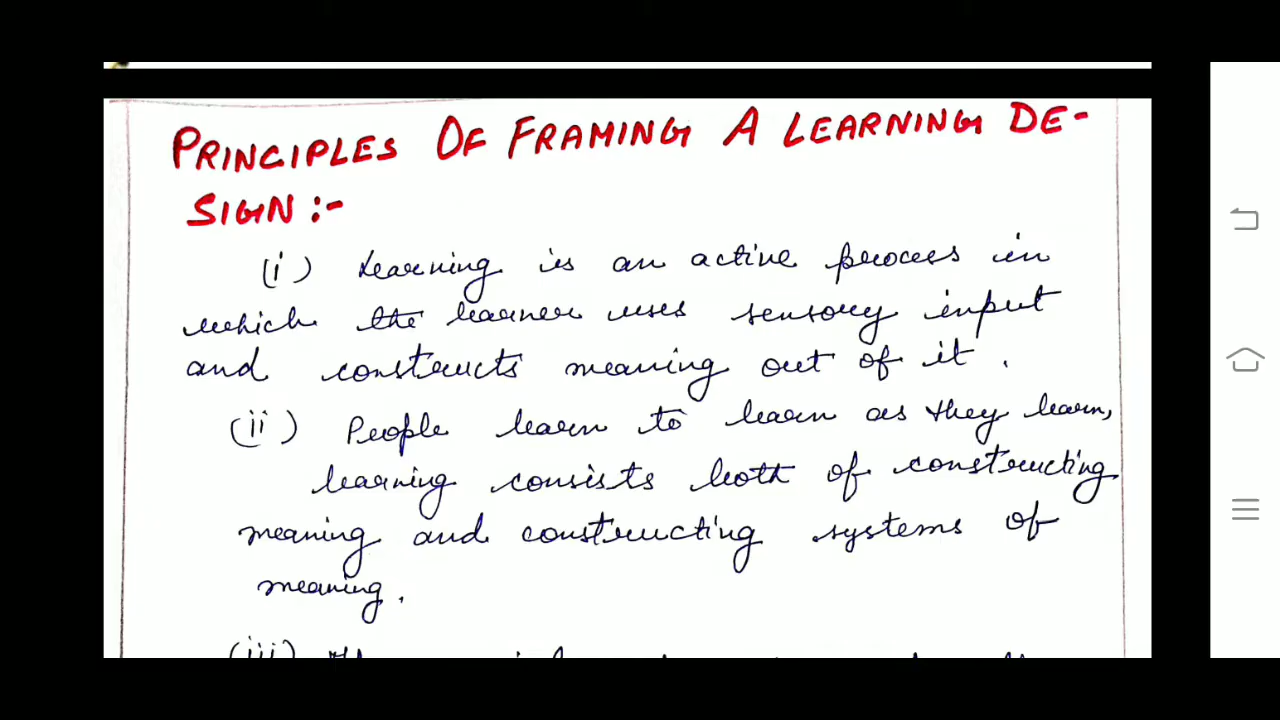 PRINCIPLES OF FRAMING A LEARNING DE-
SIGN :-
(i) Learning is an active process in
which the learner uses sensory input
and constructs meaning out of it .
(ii) People learn to learn as they learn,
learning consists both of constructing
meaning and constructing systems of
meaning .
(iii)